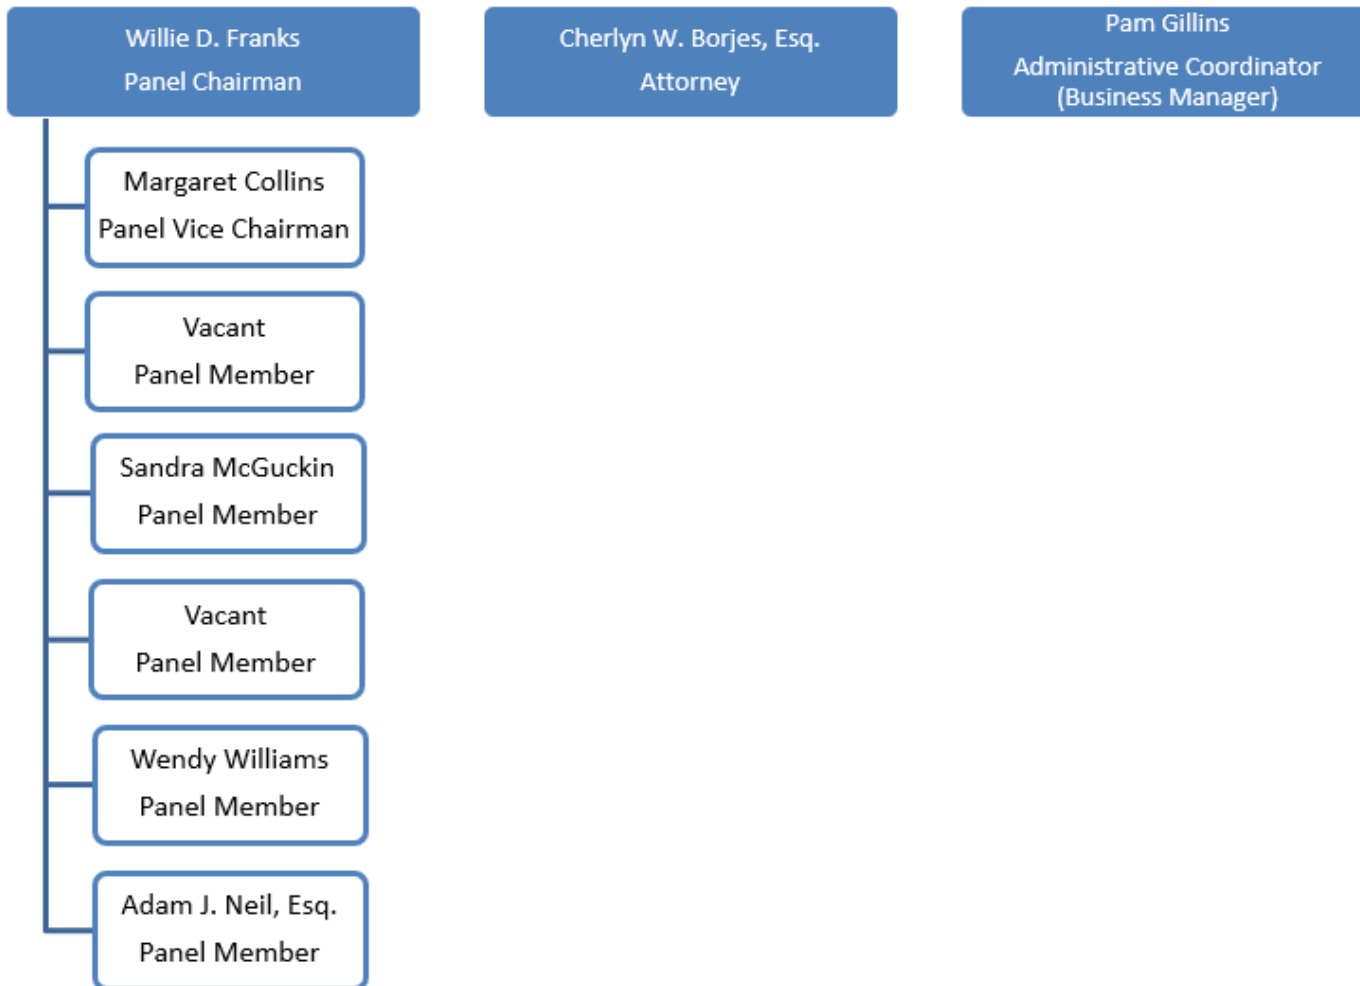 Willie D. Franks
Panel Chairman
Cherlyn W. Borjes, Esq.
Attorney
Pam Gillins
Administrative Coordinator
(Business Manager)
Margaret Collins
Panel Vice Chairman
Vacant
Panel Member
Sandra McGuckin
Panel Member
Vacant
Panel Member
Wendy Williams
Panel Member
Adam J. Neil, Esq.
Panel Member